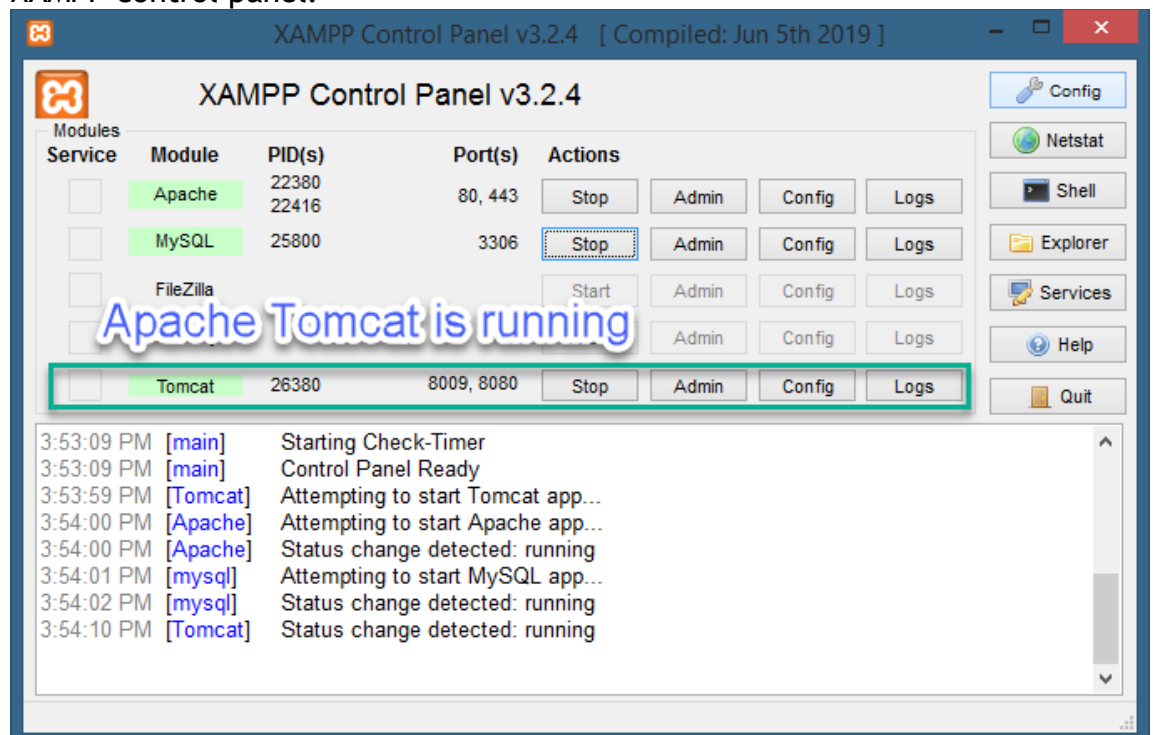 XAMPP Control Panel v3.2.4 [ Compiled: Jun 5th 2019 ]
XAMPP Control Panel v3.2.4
Config
Modules
Netstat
Service Module PID(s) Port(s) Actions
Apache 22380 22416 80, 443 Stop Admin Config Logs
Shell
MySQL 25800 3306 Stop Admin Config Logs
Explorer
FileZilla Start Admin Config Logs
Services
Apache Tomcat is running
Admin Config Logs
Help
Tomcat 26380 8009, 8080 Stop Admin Config Logs
Quit
3:53:09 PM [main] Starting Check-Timer
3:53:09 PM [main] Control Panel Ready
3:53:59 PM [Tomcat] Attempting to start Tomcat app...
3:54:00 PM [Apache] Attempting to start Apache app...
3:54:00 PM [Apache] Status change detected: running
3:54:01 PM [mysql] Attempting to start MySQL app...
3:54:02 PM [mysql] Status change detected: running
3:54:10 PM [Tomcat] Status change detected: running